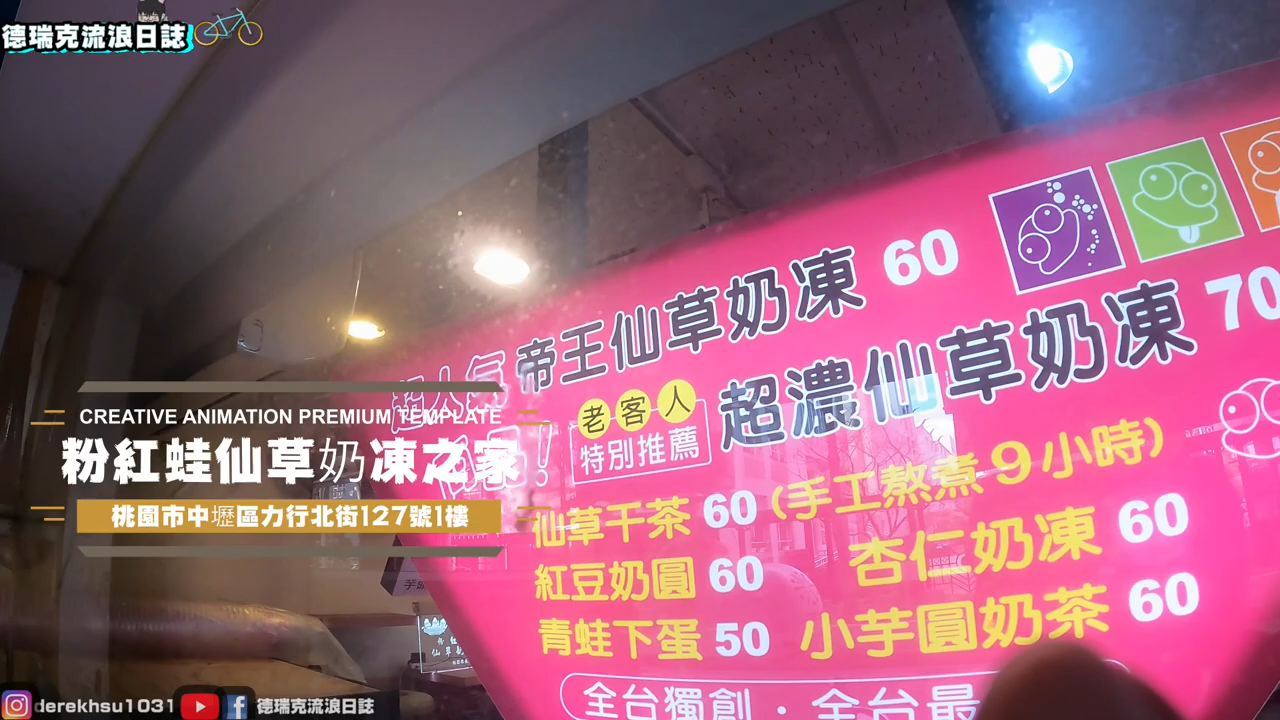 德瑞克流浪日誌
帝王仙草奶凍 60
老客人
特別推薦
超濃仙草奶凍 70
仙草干茶 60 (手工熬煮9小時)
紅豆奶圓 60
杏仁奶凍 60
青蛙下蛋 50
小芋圓奶茶 60
全台獨創·全台最
CREATIVE ANIMATION PREMIUM TEMPLATE
粉紅蛙仙草奶凍之家
桃園市中壢區力行北街127號1樓
derekhsu1031
德瑞克流浪日誌